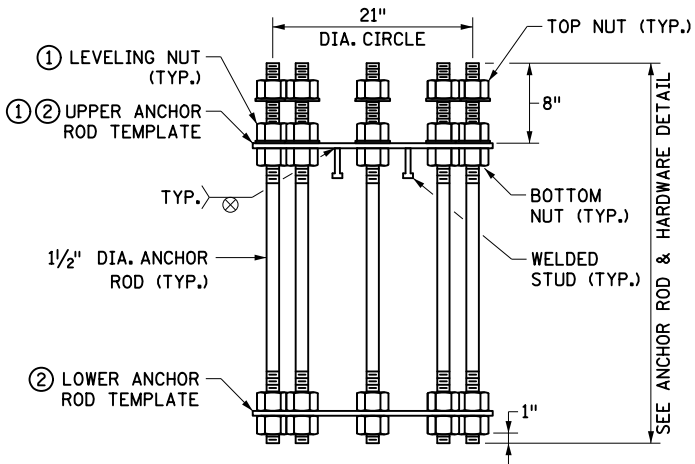 21"
DIA. CIRCLE
TOP NUT (TYP.)
① LEVELING NUT
(TYP.)
8"
①② UPPER ANCHOR
ROD TEMPLATE
TYP.
BOTTOM
NUT (TYP.)
1½" DIA. ANCHOR
ROD (TYP.)
WELDED
STUD (TYP.)
SEE ANCHOR ROD & HARDWARE DETAIL
② LOWER ANCHOR
ROD TEMPLATE
1"